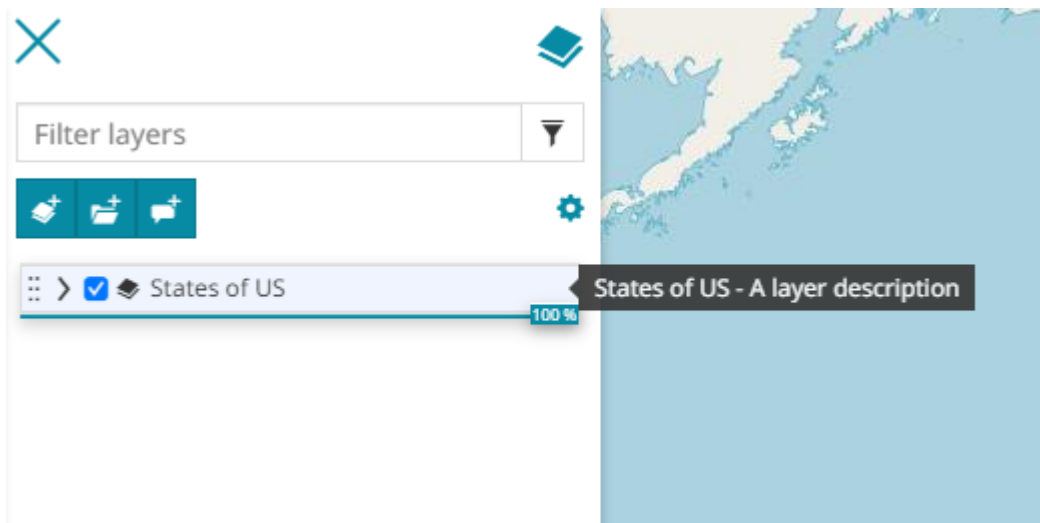 Filter layers
States of US
States of US - A layer description
100 %